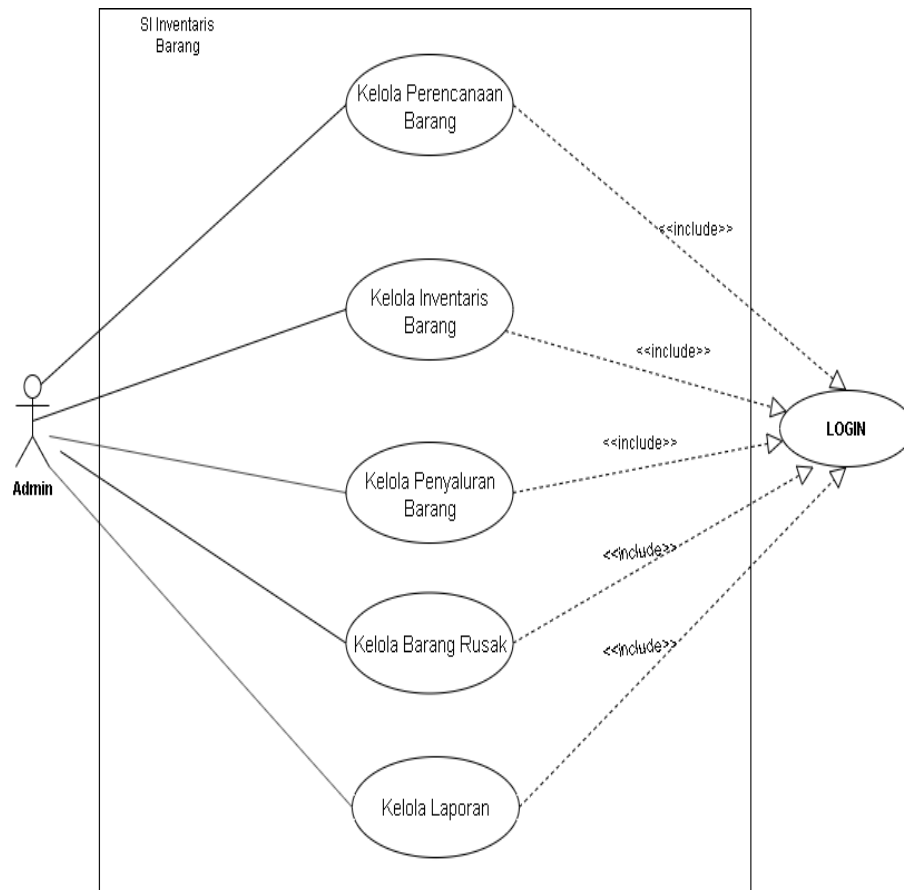 SI Inventaris
Barang
Kelola Perencanaan
Barang
<<include>>
Kelola Inventaris
Barang
<<include>>
Admin
Kelola Penyaluran
Barang
<<include>>
LOGIN
Kelola Barang Rusak
<<include>>
Kelola Laporan
<<include>>